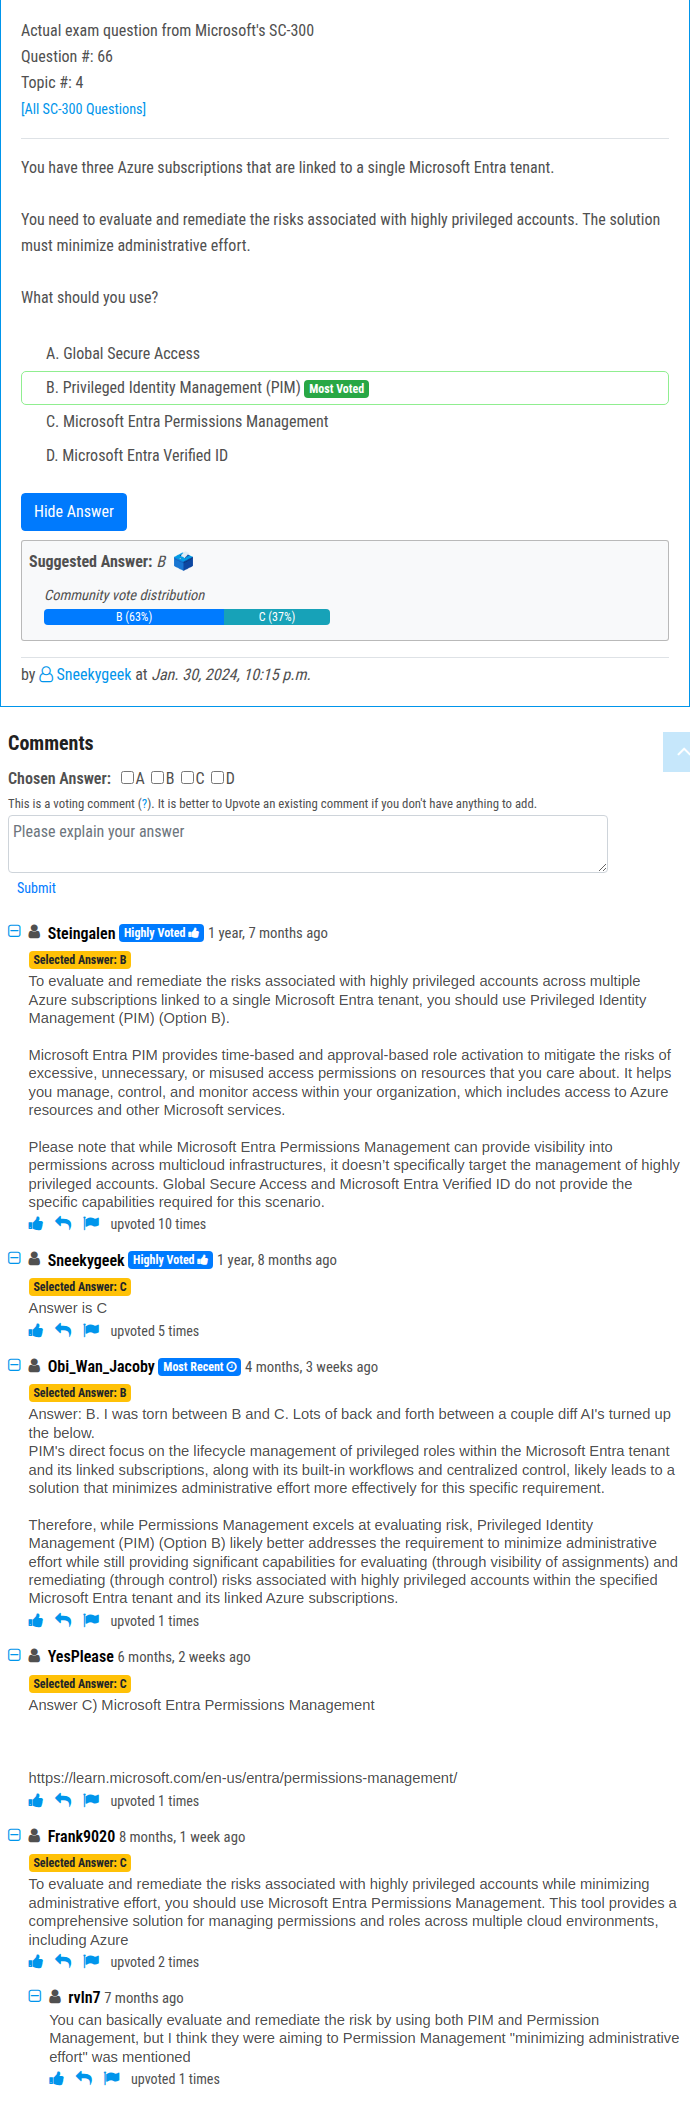 Actual exam question from Microsoft's SC-300
Question #: 66
Topic #: 4
[All SC-300 Questions]
You have three Azure subscriptions that are linked to a single Microsoft Entra tenant.
You need to evaluate and remediate the risks associated with highly privileged accounts. The solution
must minimize administrative effort.
What should you use?
A. Global Secure Access
B. Privileged Identity Management (PIM) Most Voted
C. Microsoft Entra Permissions Management
D. Microsoft Entra Verified ID
Hide Answer
Suggested Answer: B
Community vote distribution
B (63%) C (37%)
by Sneekygeek at Jan. 30, 2024, 10:15 p.m.
Comments
Chosen Answer: A B C D
This is a voting comment (?). It is better to Upvote an existing comment if you don't have anything to add.
Please explain your answer
Submit
Steingalen Highly Voted 1 year, 7 months ago
Selected Answer: B
To evaluate and remediate the risks associated with highly privileged accounts across multiple
Azure subscriptions linked to a single Microsoft Entra tenant, you should use Privileged Identity
Management (PIM) (Option B).
Microsoft Entra PIM provides time-based and approval-based role activation to mitigate the risks of
excessive, unnecessary, or misused access permissions on resources that you care about. It helps
you manage, control, and monitor access within your organization, which includes access to Azure
resources and other Microsoft services.
Please note that while Microsoft Entra Permissions Management can provide visibility into
permissions across multicloud infrastructures, it doesn’t specifically target the management of highly
privileged accounts. Global Secure Access and Microsoft Entra Verified ID do not provide the
specific capabilities required for this scenario.
upvoted 10 times
Sneekygeek Highly Voted 1 year, 8 months ago
Selected Answer: C
Answer is C
upvoted 5 times
Obi_Wan_Jacoby Most Recent 4 months, 3 weeks ago
Selected Answer: B
Answer: B. I was torn between B and C. Lots of back and forth between a couple diff AI's turned up
the below.
PIM's direct focus on the lifecycle management of privileged roles within the Microsoft Entra tenant
and its linked subscriptions, along with its built-in workflows and centralized control, likely leads to a
solution that minimizes administrative effort more effectively for this specific requirement.
Therefore, while Permissions Management excels at evaluating risk, Privileged Identity
Management (PIM) (Option B) likely better addresses the requirement to minimize administrative
effort while still providing significant capabilities for evaluating (through visibility of assignments) and
remediating (through control) risks associated with highly privileged accounts within the specified
Microsoft Entra tenant and its linked Azure subscriptions.
upvoted 1 times
YesPlease 6 months, 2 weeks ago
Selected Answer: C
Answer C) Microsoft Entra Permissions Management
https://learn.microsoft.com/en-us/entra/permissions-management/
upvoted 1 times
Frank9020 8 months, 1 week ago
Selected Answer: C
To evaluate and remediate the risks associated with highly privileged accounts while minimizing
administrative effort, you should use Microsoft Entra Permissions Management. This tool provides a
comprehensive solution for managing permissions and roles across multiple cloud environments,
including Azure
upvoted 2 times
rvln7 7 months ago
You can basically evaluate and remediate the risk by using both PIM and Permission
Management, but I think they were aiming to Permission Management "minimizing administrative
effort" was mentioned
upvoted 1 times